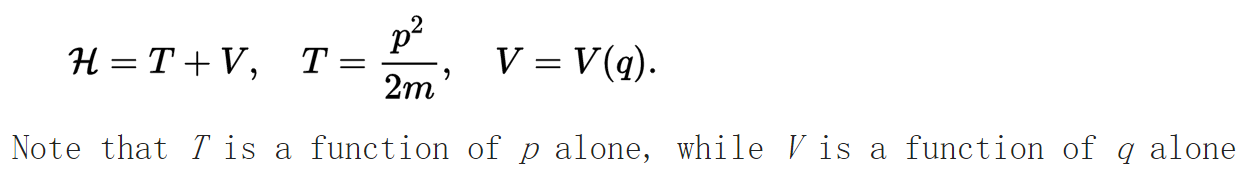 ℋ = T + V, T = p²/2m, V = V(q).
Note that T is a function of p alone, while V is a function of q alone